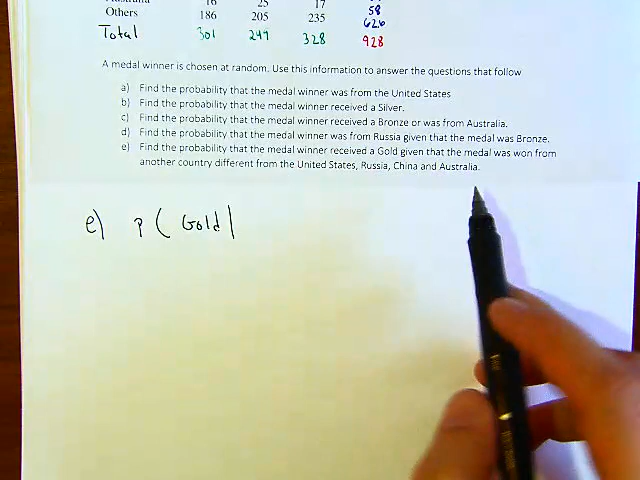 16 25 17 58
Others 186 205 235 626
Total 301 299 328 928
A medal winner is chosen at random. Use this information to answer the questions that follow
a) Find the probability that the medal winner was from the United States
b) Find the probability that the medal winner received a Silver.
c) Find the probability that the medal winner received a Bronze or was from Australia.
d) Find the probability that the medal winner was from Russia given that the medal was Bronze.
e) Find the probability that the medal winner received a Gold given that the medal was won from
another country different from the United States, Russia, China and Australia.
e) P ( Gold |